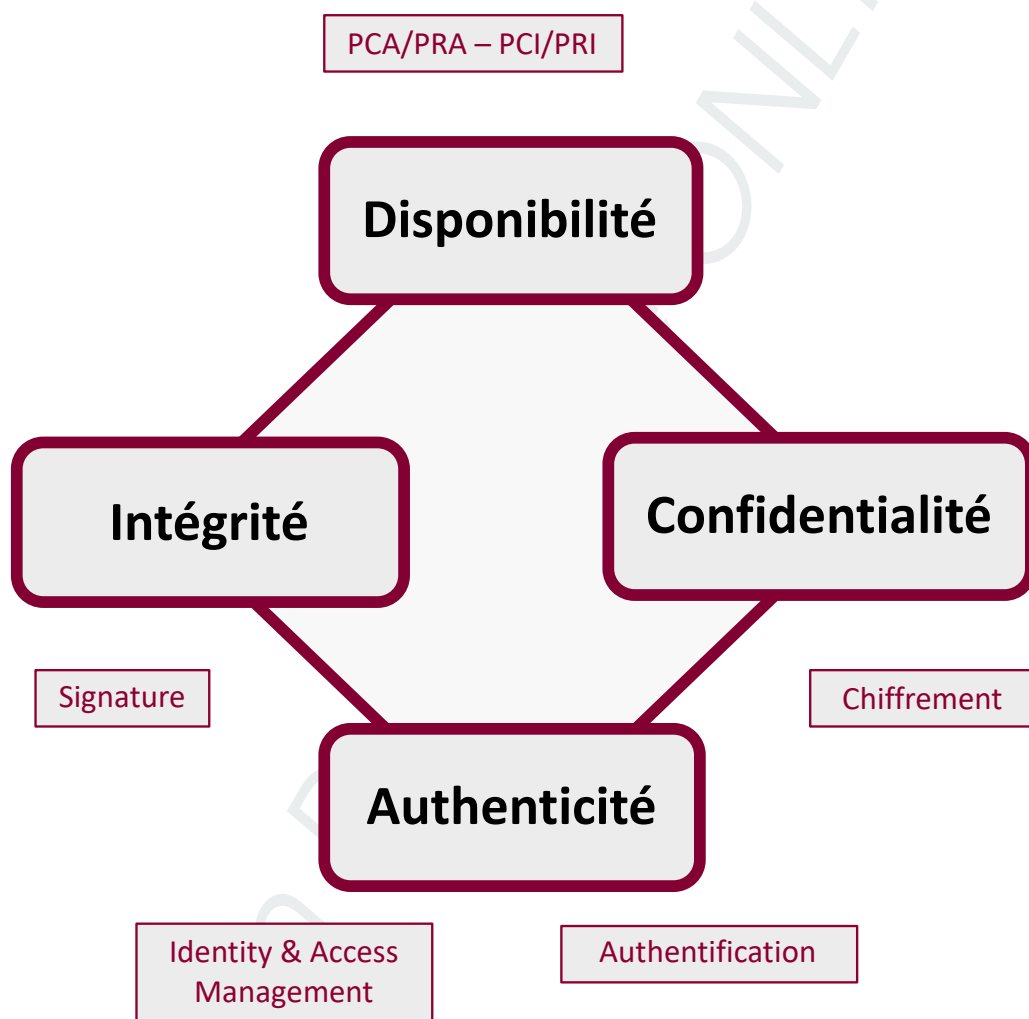 PCA/PRA – PCI/PRI
Disponibilité
Intégrité
Confidentialité
Signature
Chiffrement
Authenticité
Identity & Access
Management
Authentification